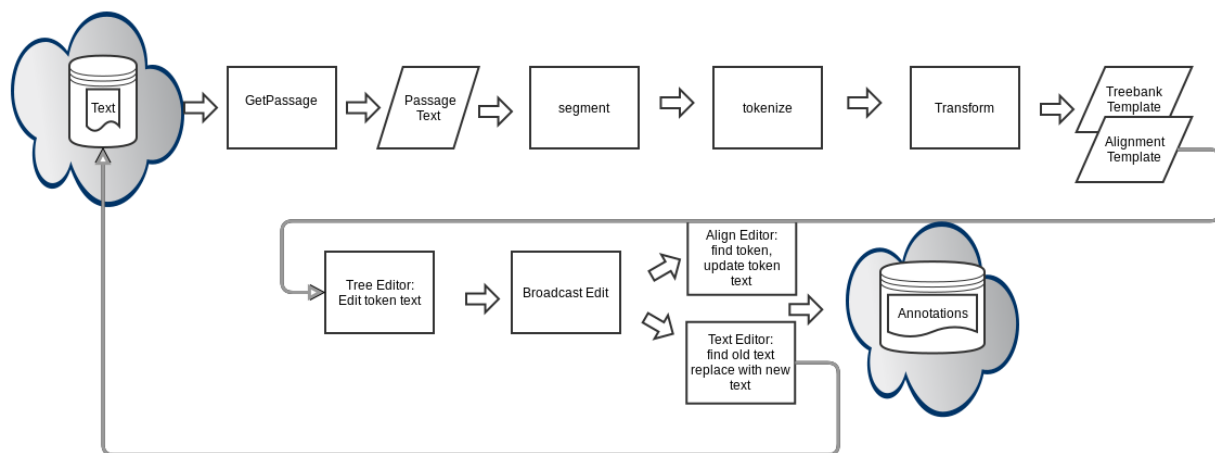 Text
GetPassage
Passage
Text
segment
tokenize
Transform
Treebank
Template
Alignment
Template
Tree Editor:
Edit token text
Broadcast Edit
Align Editor:
find token,
update token
text
Text Editor:
find old text
replace with new
text
Annotations